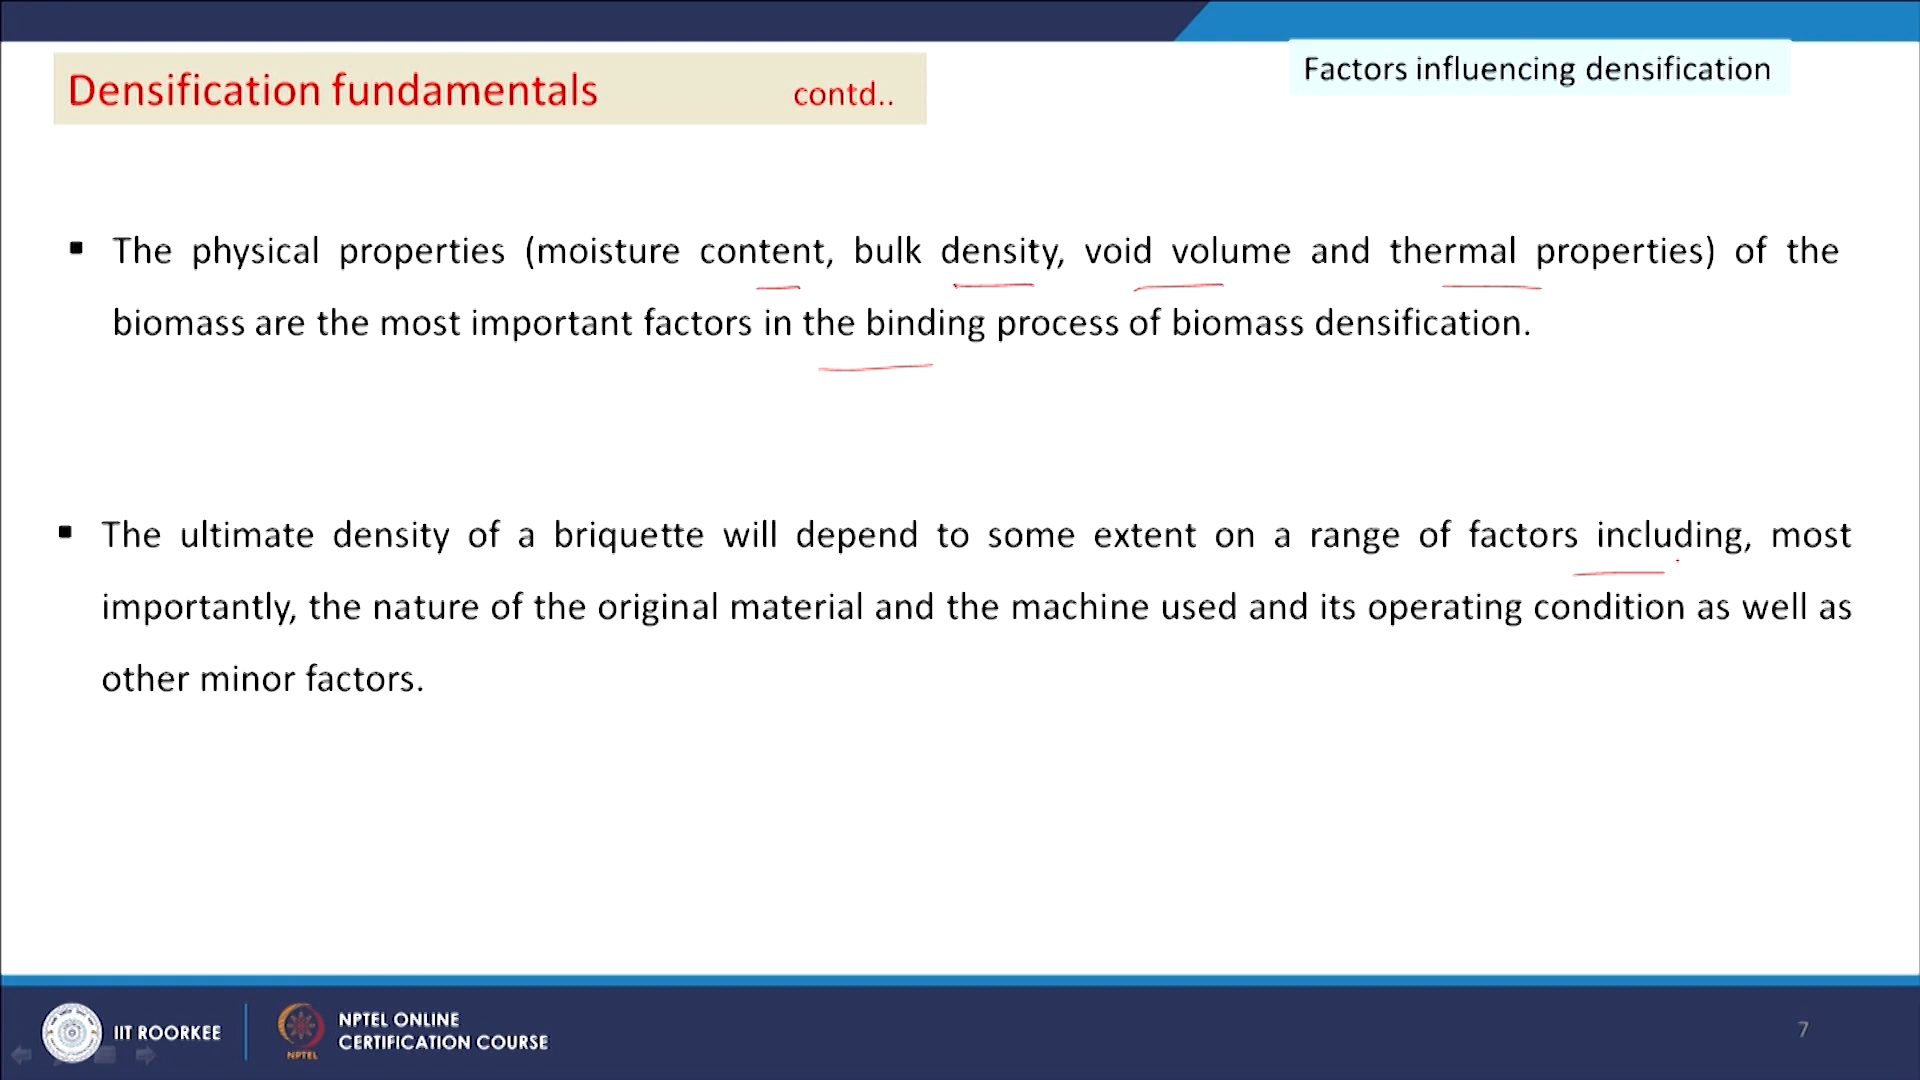 Densification fundamentals contd..
Factors influencing densification
▪ The physical properties (moisture content, bulk density, void volume and thermal properties) of the
biomass are the most important factors in the binding process of biomass densification.
▪ The ultimate density of a briquette will depend to some extent on a range of factors including, most
importantly, the nature of the original material and the machine used and its operating condition as well as
other minor factors.
IIT ROORKEE
NPTEL
NPTEL ONLINE
CERTIFICATION COURSE
7